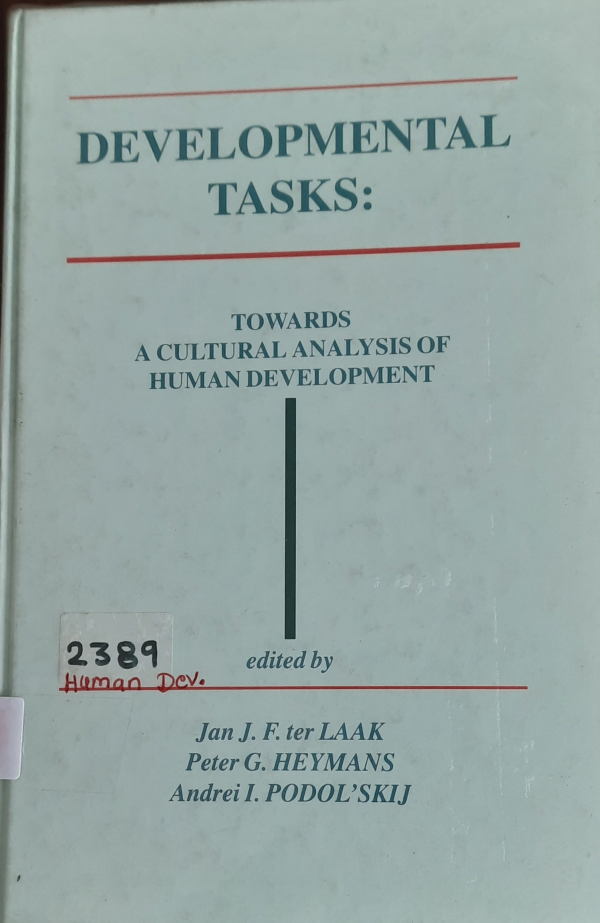 DEVELOPMENTAL
TASKS:
TOWARDS
A CULTURAL ANALYSIS OF
HUMAN DEVELOPMENT
2389
Human Dev.
edited by
Jan J. F. ter LAAK
Peter G. HEYMANS
Andrei I. PODOL'SKIJ